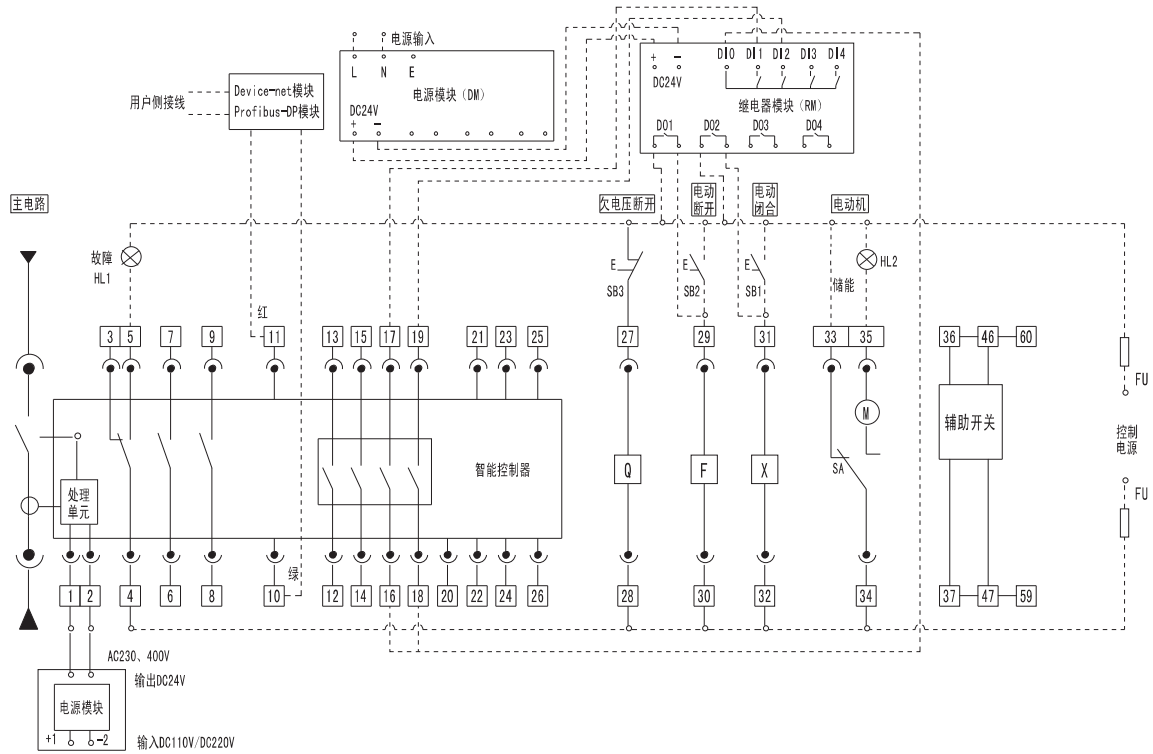 电源输入
L N E
电源模块（DM）
DC24V
+ −
+ −
DC24V
DI0 DI1 DI2 DI3 DI4
继电器模块（RM）
DO1 DO2 DO3 DO4
用户侧接线
Device-net模块
Profibus-DP模块
主电路
欠电压断开
电动断开
电动闭合
电动机
故障
HL1
红
E
SB3
E
SB2
E
SB1
储能
HL2
3 5 7 9 11 13 15 17 19 21 23 25 27 29 31 33 35 36 46 60
FU
智能控制器
处理单元
Q F X
SA
M
辅助开关
控制电源
FU
绿
1 2 4 6 8 10 12 14 16 18 20 22 24 26 28 30 32 34 37 47 59
AC230、400V
输出DC24V
电源模块
+1 -2
输入DC110V/DC220V